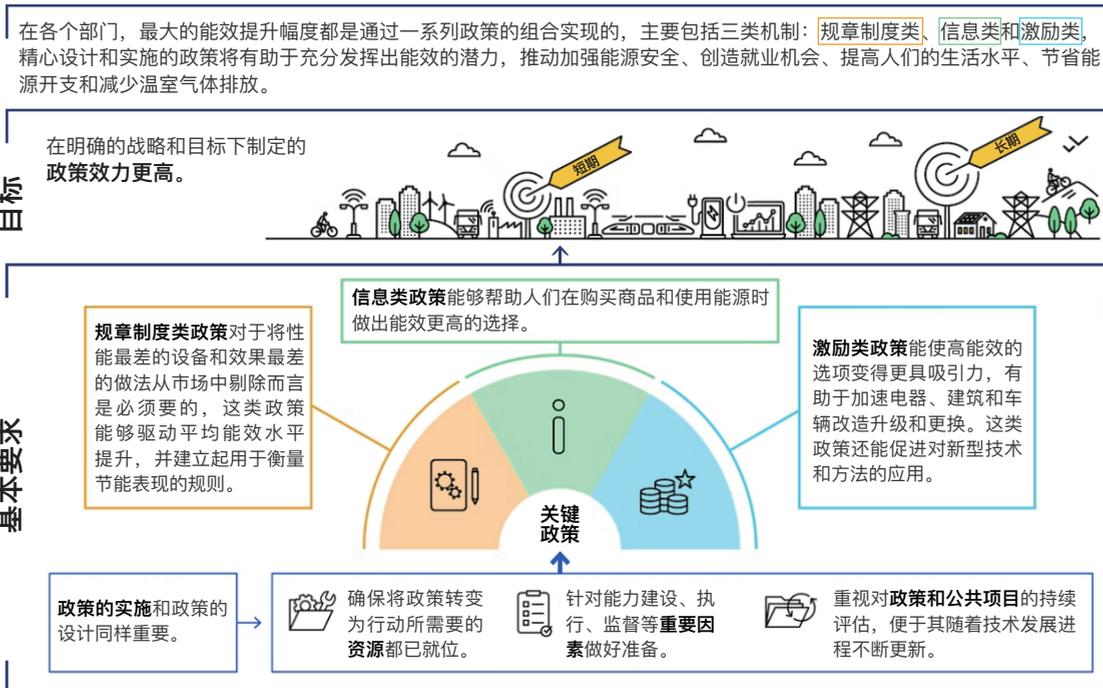 在各个部门，最大的能效提升幅度都是通过一系列政策的组合实现的，主要包括三类机制：规章制度类、信息类和激励类，
精心设计和实施的政策将有助于充分发挥出能效的潜力，推动加强能源安全、创造就业机会、提高人们的生活水平、节省能
源开支和减少温室气体排放。
目标
在明确的战略和目标下制定的
政策效力更高。
短期
长期
基本要求
信息类政策能够帮助人们在购买商品和使用能源时
做出能效更高的选择。
规章制度类政策对于将性
能最差的设备和效果最差
的做法从市场中剔除而言
是必须要的，这类政策
能够驱动平均能效水平
提升，并建立起用于衡量
节能表现的规则。
激励类政策能使高能效的
选项变得更具吸引力，有
助于加速电器、建筑和车
辆改造升级和更换。这类
政策还能促进对新型技术
和方法的应用。
关键
政策
政策的实施和政策的
设计同样重要。
确保将政策转变
为行动所需要的
资源都已就位。
针对能力建设、执
行、监督等重要因
素做好准备。
重视对政策和公共项目的持续
评估，便于其随着技术发展进
程不断更新。